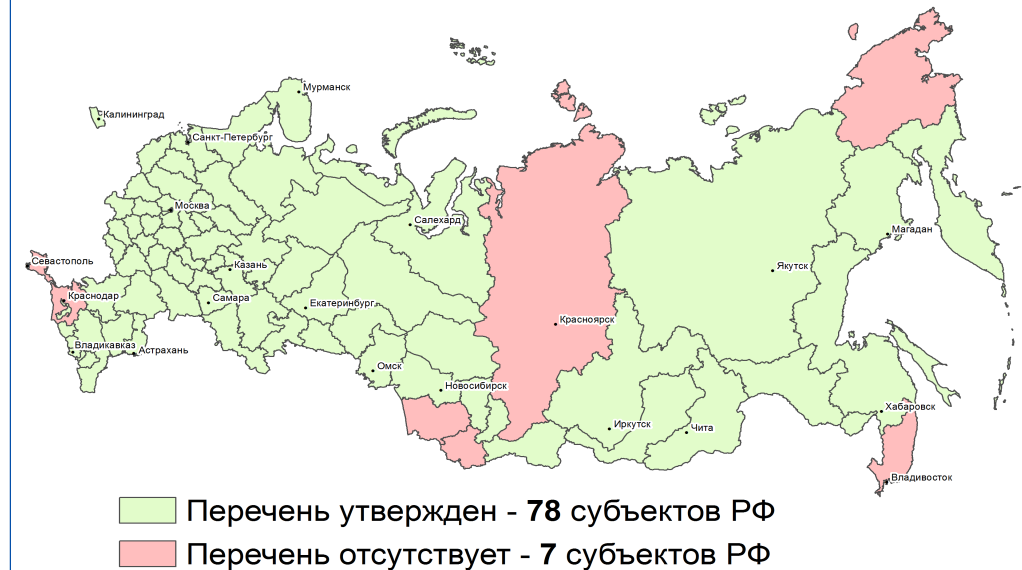 Мурманск
Калининград
Санкт-Петербург
Москва
Салехард
Магадан
Севастополь
Казань
Якутск
Краснодар
Самара
Екатеринбург
Красноярск
Владикавказ
Астрахань
Омск
Новосибирск
Хабаровск
Иркутск
Чита
Владивосток
Перечень утвержден - 78 субъектов РФ
Перечень отсутствует - 7 субъектов РФ